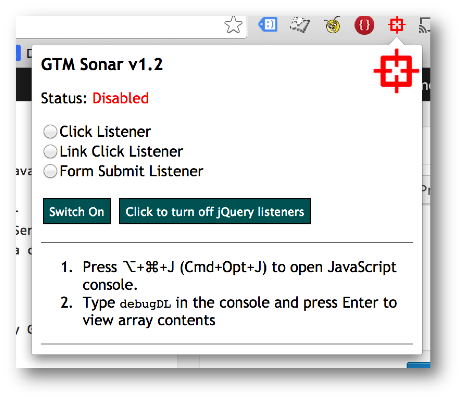 GTM Sonar v1.2
Status: Disabled
Click Listener
Link Click Listener
Form Submit Listener
Switch On
Click to turn off jQuery listeners
1. Press ⌥+⌘+J (Cmd+Opt+J) to open JavaScript
console.
2. Type debugDL in the console and press Enter to
view array contents